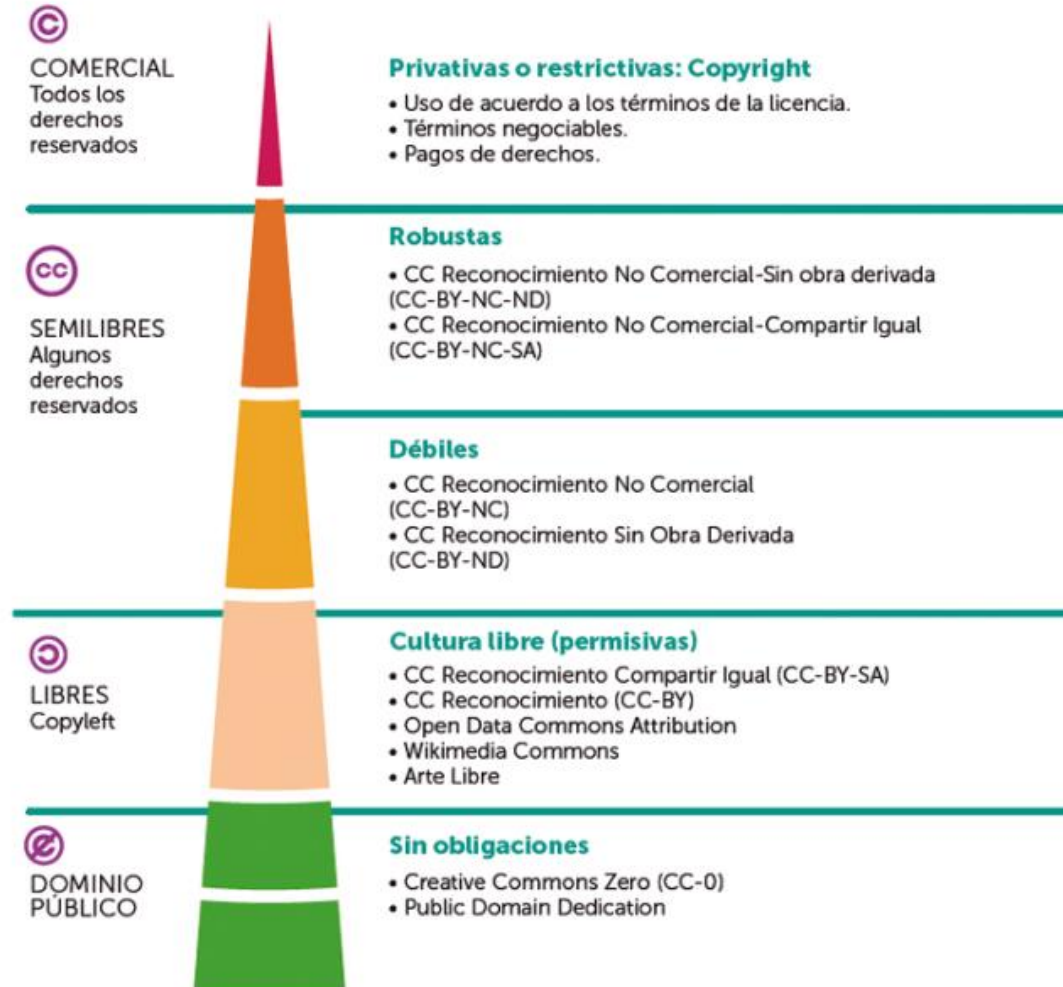 ©
COMERCIAL
Todos los
derechos
reservados
Privativas o restrictivas: Copyright
• Uso de acuerdo a los términos de la licencia.
• Términos negociables.
• Pagos de derechos.
cc
SEMILIBRES
Algunos
derechos
reservados
Robustas
• CC Reconocimiento No Comercial-Sin obra derivada
(CC-BY-NC-ND)
• CC Reconocimiento No Comercial-Compartir Igual
(CC-BY-NC-SA)
Débiles
• CC Reconocimiento No Comercial
(CC-BY-NC)
• CC Reconocimiento Sin Obra Derivada
(CC-BY-ND)
LIBRES
Copyleft
Cultura libre (permisivas)
• CC Reconocimiento Compartir Igual (CC-BY-SA)
• CC Reconocimiento (CC-BY)
• Open Data Commons Attribution
• Wikimedia Commons
• Arte Libre
DOMINIO
PÚBLICO
Sin obligaciones
• Creative Commons Zero (CC-0)
• Public Domain Dedication